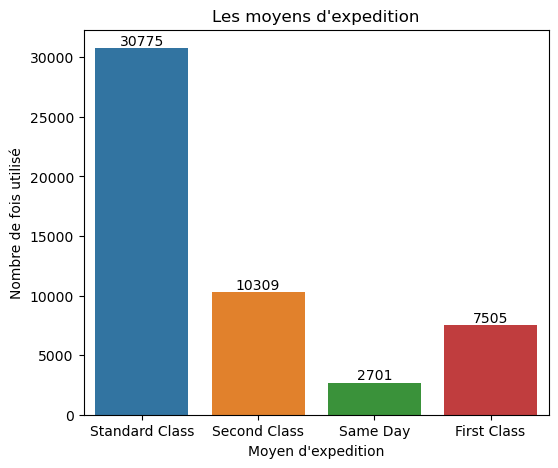 Les moyens d'expedition
30775
10309
2701
7505
30000
25000
20000
15000
10000
5000
0
Nombre de fois utilisé
Standard Class Second Class Same Day First Class
Moyen d'expedition